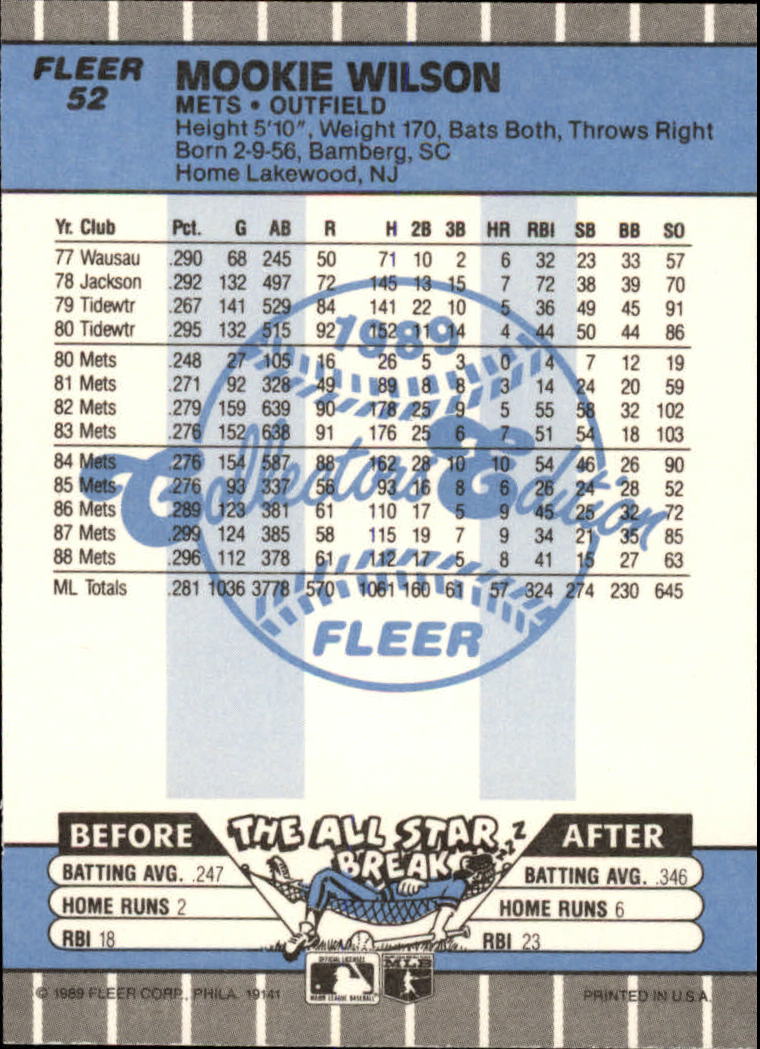 FLEER
52
MOOKIE WILSON
METS • OUTFIELD
Height 5'10", Weight 170, Bats Both, Throws Right
Born 2-9-56, Bamberg, SC
Home Lakewood, NJ
Yr. Club Pct. G AB R H 2B 3B HR RBI SB BB SO
77 Wausau .290 68 245 50 71 10 2 6 32 23 33 57
78 Jackson .292 132 497 72 145 13 15 7 72 38 39 70
79 Tidewtr .267 141 529 84 141 22 10 5 36 49 45 91
80 Tidewtr .295 132 515 92 152 11 14 4 44 50 44 86
80 Mets .248 27 105 16 26 5 3 0 4 7 12 19
81 Mets .271 92 328 49 89 8 8 3 14 24 20 59
82 Mets .279 159 639 90 178 25 9 5 55 58 32 102
83 Mets .276 152 638 91 176 25 6 7 51 54 18 103
84 Mets .276 154 587 88 162 28 10 10 54 46 26 90
85 Mets .276 93 337 56 93 16 8 6 26 24 28 52
86 Mets .289 123 381 61 110 17 5 9 45 25 32 72
87 Mets .299 124 385 58 115 19 7 9 34 21 35 85
88 Mets .296 112 378 61 112 17 5 8 41 15 27 63
ML Totals .281 1036 3778 570 1061 160 61 57 324 274 230 645
1989
Collectors Edition
FLEER
THE ALL STAR
BREAK
ZZZ
BEFORE
BATTING AVG. .247
HOME RUNS 2
RBI 18
AFTER
BATTING AVG. .346
HOME RUNS 6
RBI 23
OFFICIAL LICENSEE
MAJOR LEAGUE BASEBALL
MLB
© 1989 FLEER CORP., PHILA. 19141
PRINTED IN U.S.A.